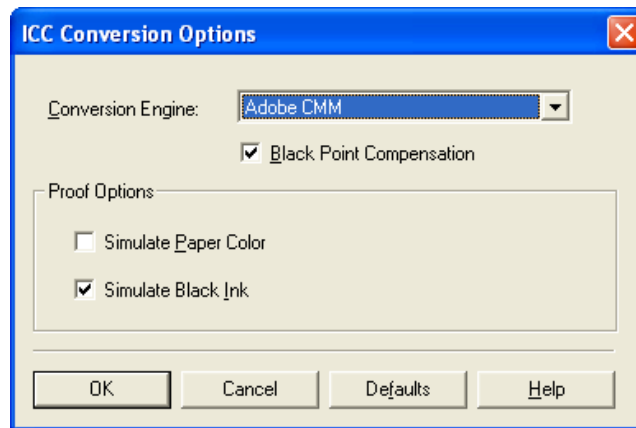 ICC Conversion Options
Conversion Engine: Adobe CMM
Black Point Compensation
Proof Options
Simulate Paper Color
Simulate Black Ink
OK Cancel Defaults Help